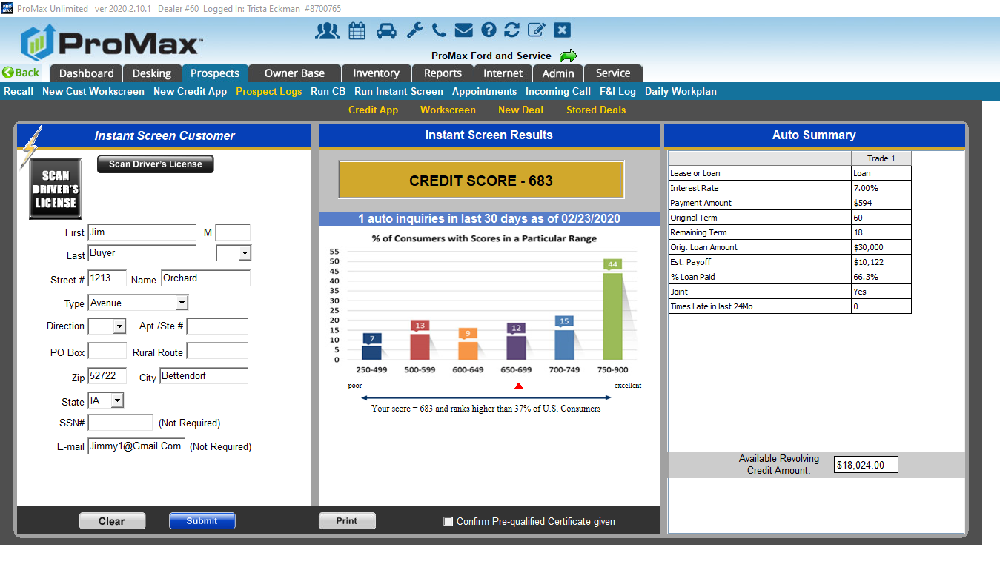 PRO MAX ProMax Unlimited ver 2020.2.10.1 Dealer #60 Logged In: Trista Eckman #8700765
ProMax™
ProMax Ford and Service
Back Dashboard Desking Prospects Owner Base Inventory Reports Internet Admin Service
Recall New Cust Workscreen New Credit App Prospect Logs Run CB Run Instant Screen Appointments Incoming Call F&I Log Daily Workplan
Credit App Workscreen New Deal Stored Deals
Instant Screen Customer
Scan Driver's License
SCAN
DRIVER'S
LICENSE
First Jim M
Last Buyer
Street # 1213 Name Orchard
Type Avenue
Direction Apt./Ste #
PO Box Rural Route
Zip 52722 City Bettendorf
State IA
SSN# - - (Not Required)
E-mail Jimmy1@Gmail.Com (Not Required)
Clear Submit
Instant Screen Results
CREDIT SCORE - 683
1 auto inquiries in last 30 days as of 02/23/2020
% of Consumers with Scores in a Particular Range
55
50
45
40
35
30
25
20
15
10
5
0
7 13 9 12 15 44
250-499 500-599 600-649 650-699 700-749 750-900
poor excellent
Your score = 683 and ranks higher than 37% of U.S. Consumers
Print Confirm Pre-qualified Certificate given
Auto Summary
Trade 1
Lease or Loan Loan
Interest Rate 7.00%
Payment Amount $594
Original Term 60
Remaining Term 18
Orig. Loan Amount $30,000
Est. Payoff $10,122
% Loan Paid 66.3%
Joint Yes
Times Late in last 24Mo 0
Available Revolving
Credit Amount: $18,024.00